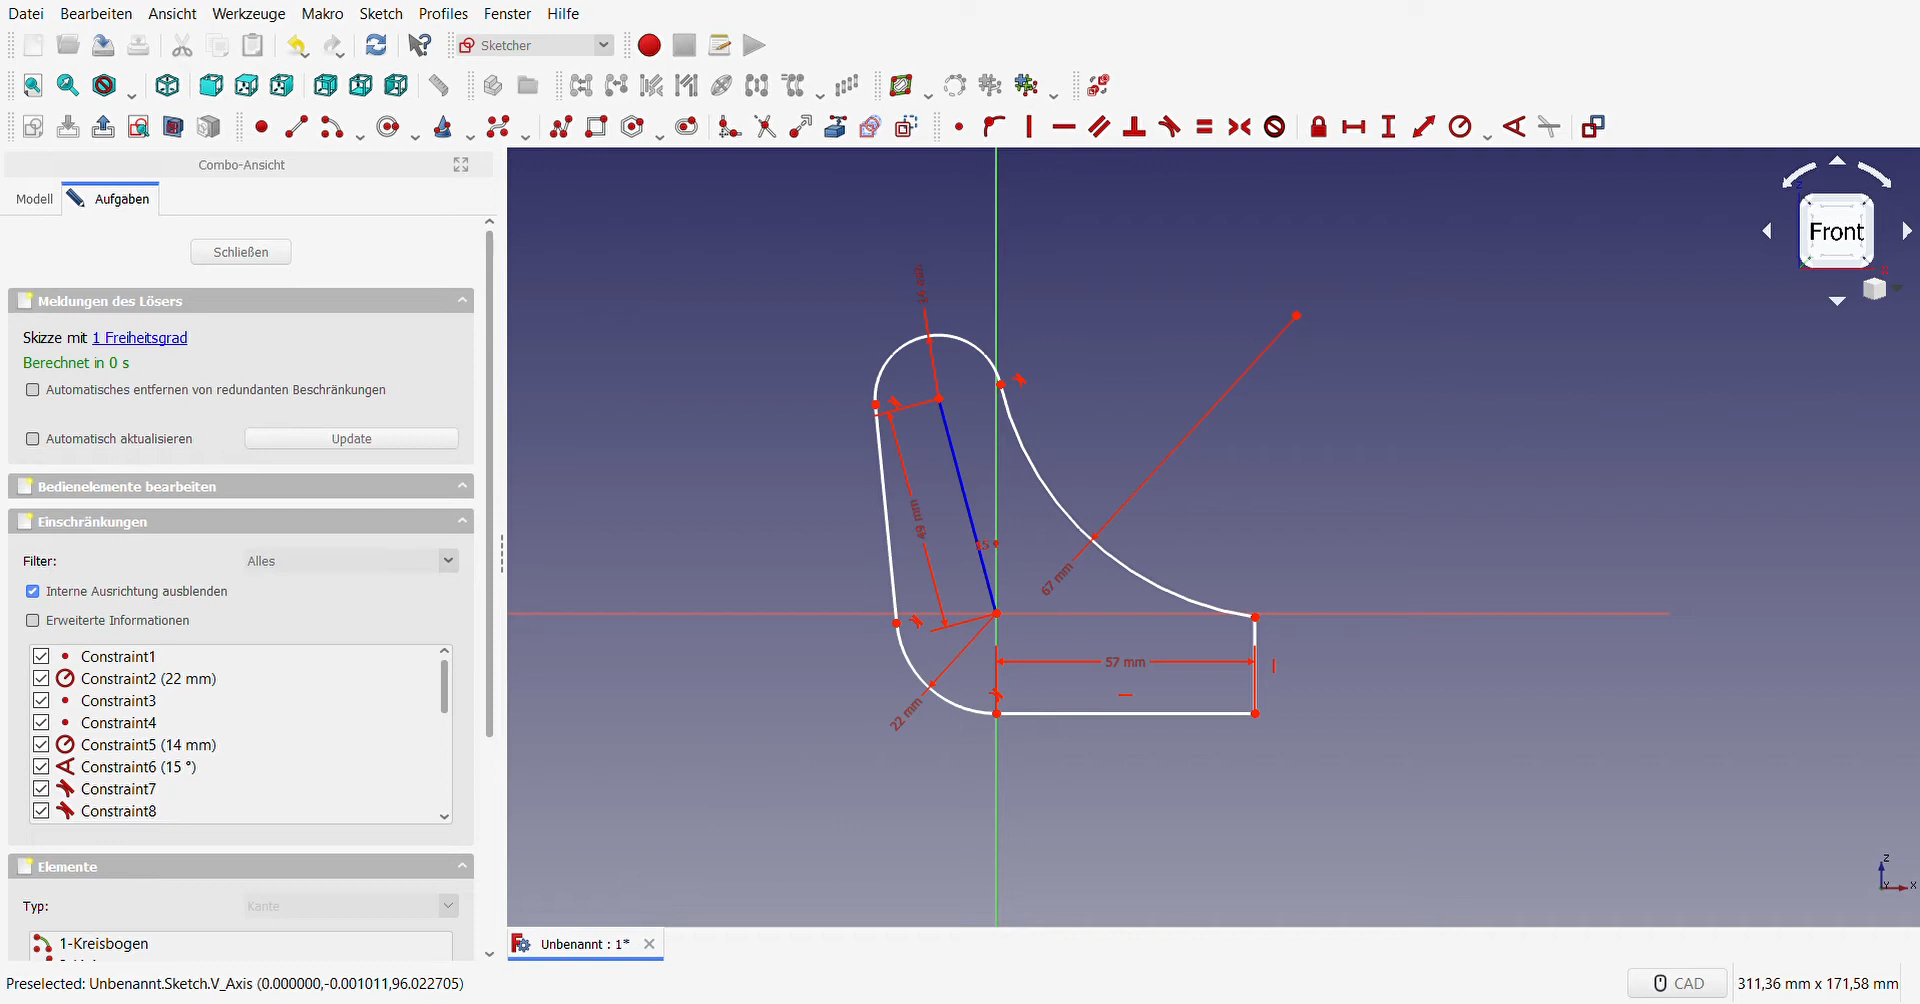 Datei Bearbeiten Ansicht Werkzeuge Makro Sketch Profiles Fenster Hilfe
Sketcher
Combo-Ansicht
Modell Aufgaben
Schließen
Meldungen des Lösers
Skizze mit 1 Freiheitsgrad
Berechnet in 0 s
Automatisches entfernen von redundanten Beschränkungen
Automatisch aktualisieren Update
Bedienelemente bearbeiten
Einschränkungen
Filter: Alles
Interne Ausrichtung ausblenden
Erweiterte Informationen
Constraint1
Constraint2 (22 mm)
Constraint3
Constraint4
Constraint5 (14 mm)
Constraint6 (15 °)
Constraint7
Constraint8
Elemente
Typ: Kante
1-Kreisbogen
Front
49 mm
67 mm
57 mm
22 mm
z
x
Unbenannt : 1*
Preselected: Unbenannt.Sketch.V_Axis (0.000000,-0.001011,96.022705)
CAD
311,36 mm x 171,58 mm